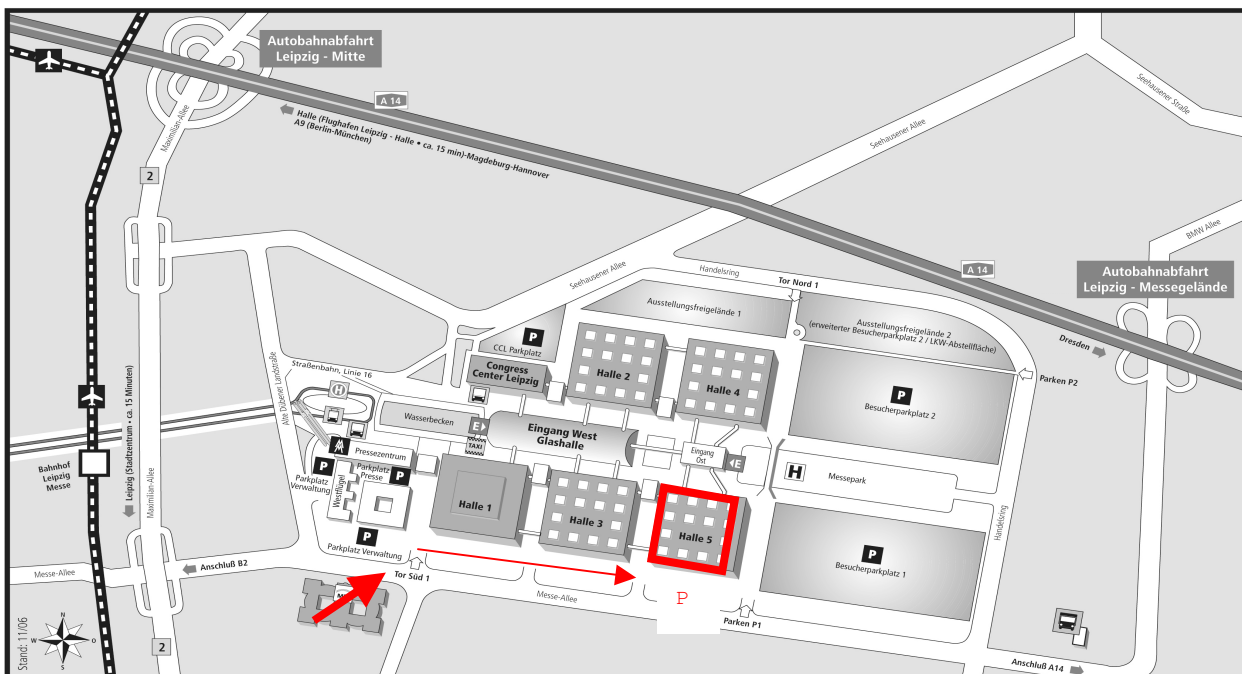 Autobahnabfahrt
Leipzig - Mitte
A 14
Halle (Flughafen Leipzig - Halle • ca. 15 min)-Magdeburg-Hannover
A9 (Berlin-München)
Maximilian-Allee
2
Seehausener Straße
Seehausener Allee
BMW Allee
A 14
Autobahnabfahrt
Leipzig - Messegelände
Dresden
Seehausener Allee
Handelsring
Tor Nord 1
Ausstellungsfreigelände 1
Ausstellungsfreigelände 2
(erweiterter Besucherparkplatz 2 / LKW-Abstellfläche)
Parken P2
P
CCL Parkplatz
Congress
Center Leipzig
Halle 2
Halle 4
P
Besucherparkplatz 2
Straßenbahn, Linie 16
H
Alte Dübener Landstraße
Wasserbecken
E
TAXI
Eingang West
Glashalle
Eingang
Ost
E
H
Messepark
Leipzig (Stadtzentrum • ca. 15 Minuten)
Maximilian-Allee
Bahnhof
Leipzig
Messe
M
Pressezentrum
P
Parkplatz
Verwaltung
Parkplatz
Presse
P
Westflügel
Halle 1
Halle 3
Halle 5
P
Besucherparkplatz 1
Handelsring
P
Parkplatz Verwaltung
Tor Süd 1
Messe-Allee
Anschluß B2
Messe-Allee
P
Parken P1
Anschluß A14
Stand: 11/06
N
W
O
S
2